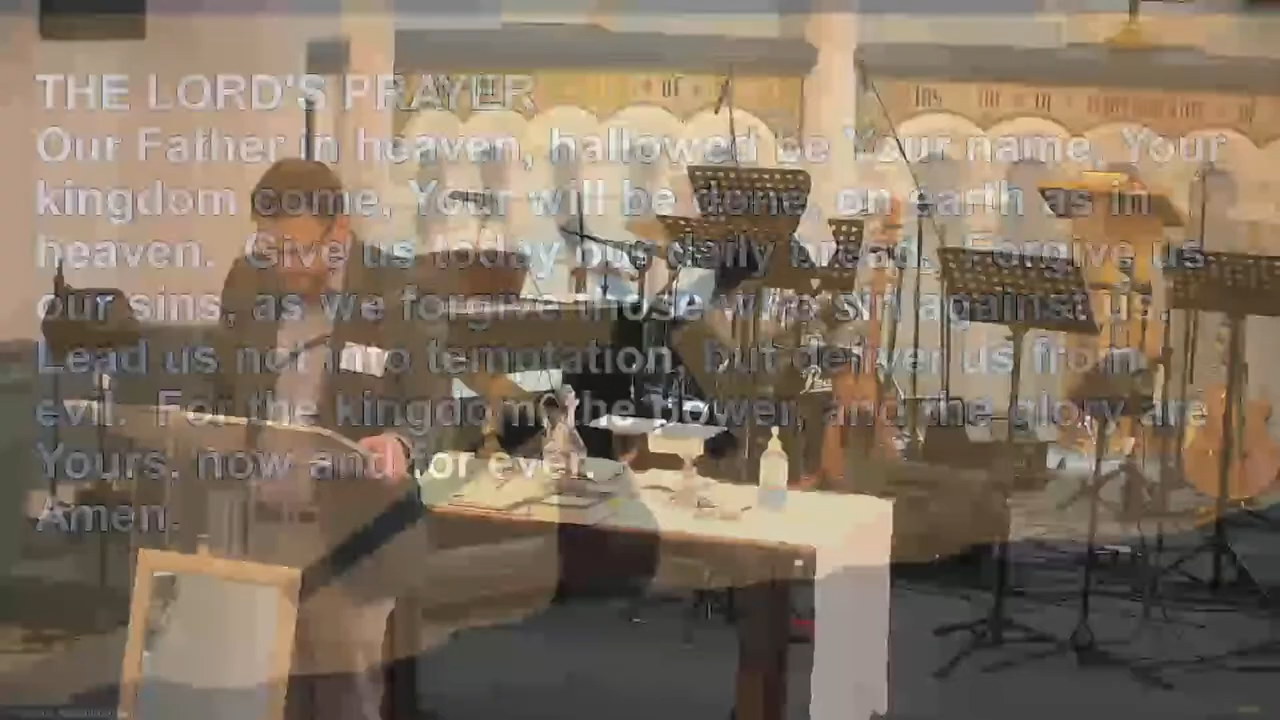 THE LORD'S PRAYER
Our Father in heaven, hallowed be Your name, Your
kingdom come, Your will be done, on earth as in
heaven. Give us today our daily bread. Forgive us
our sins, as we forgive those who sin against us.
Lead us not into temptation, but deliver us from
evil. For the kingdom, the power, and the glory are
Yours, now and for ever.
Amen.